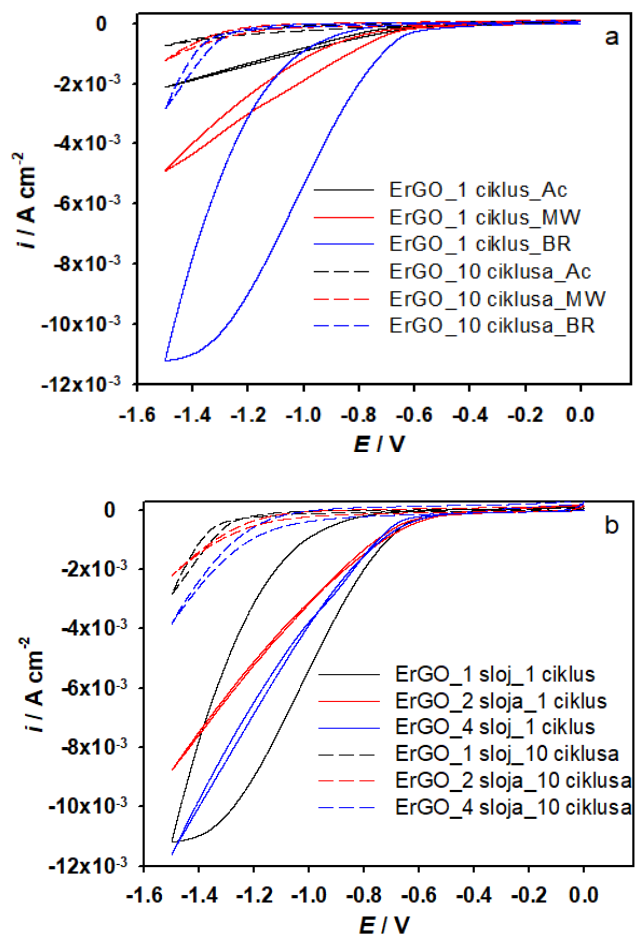 a
0
-2x10⁻³
-4x10⁻³
-6x10⁻³
-8x10⁻³
-10x10⁻³
-12x10⁻³
i / A cm⁻²
ErGO_1 ciklus_Ac
ErGO_1 ciklus_MW
ErGO_1 ciklus_BR
ErGO_10 ciklusa_Ac
ErGO_10 ciklusa_MW
ErGO_10 ciklusa_BR
-1.6 -1.4 -1.2 -1.0 -0.8 -0.6 -0.4 -0.2 0.0
E / V
b
0
-2x10⁻³
-4x10⁻³
-6x10⁻³
-8x10⁻³
-10x10⁻³
-12x10⁻³
i / A cm⁻²
ErGO_1 sloj_1 ciklus
ErGO_2 sloja_1 ciklus
ErGO_4 sloja_1 ciklus
ErGO_1 sloj_10 ciklusa
ErGO_2 sloja_10 ciklusa
ErGO_4 sloja_10 ciklusa
-1.6 -1.4 -1.2 -1.0 -0.8 -0.6 -0.4 -0.2 0.0
E / V